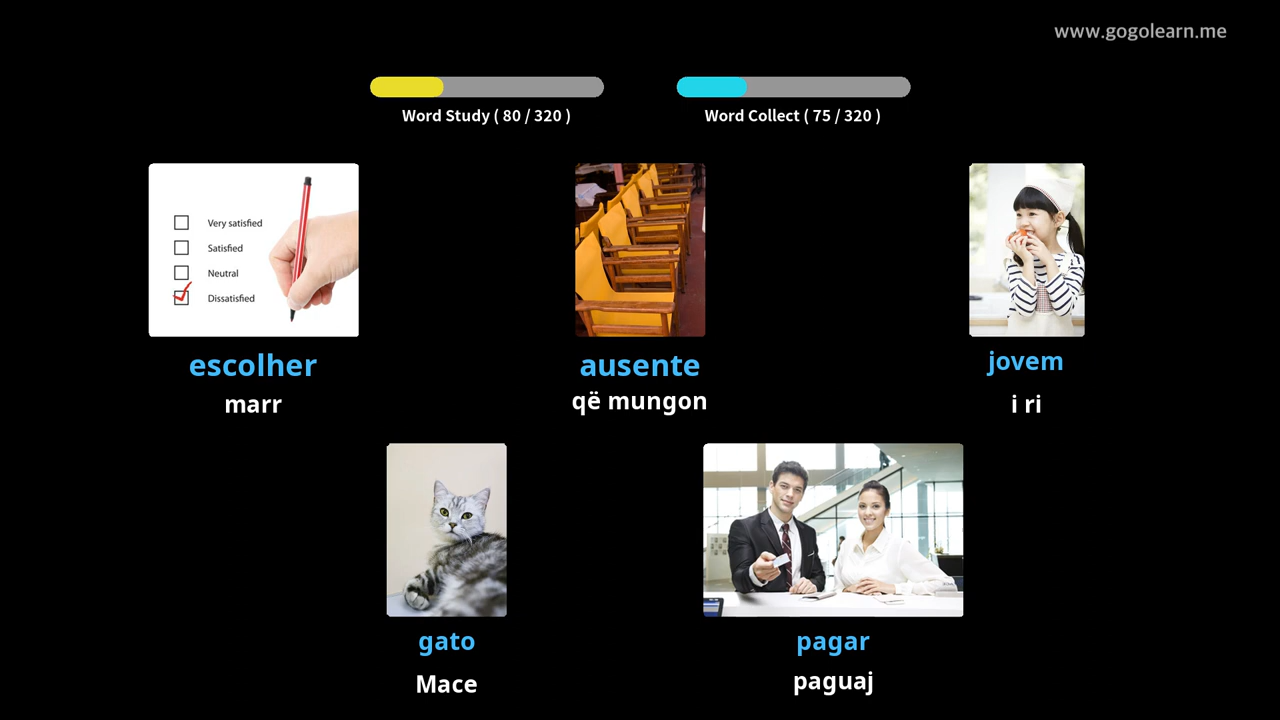 www.gogolearn.me
Word Study ( 80 / 320 )
Word Collect ( 75 / 320 )
Very satisfied
Satisfied
Neutral
Dissatisfied
escolher
marr
ausente
që mungon
jovem
i ri
gato
Mace
pagar
paguaj